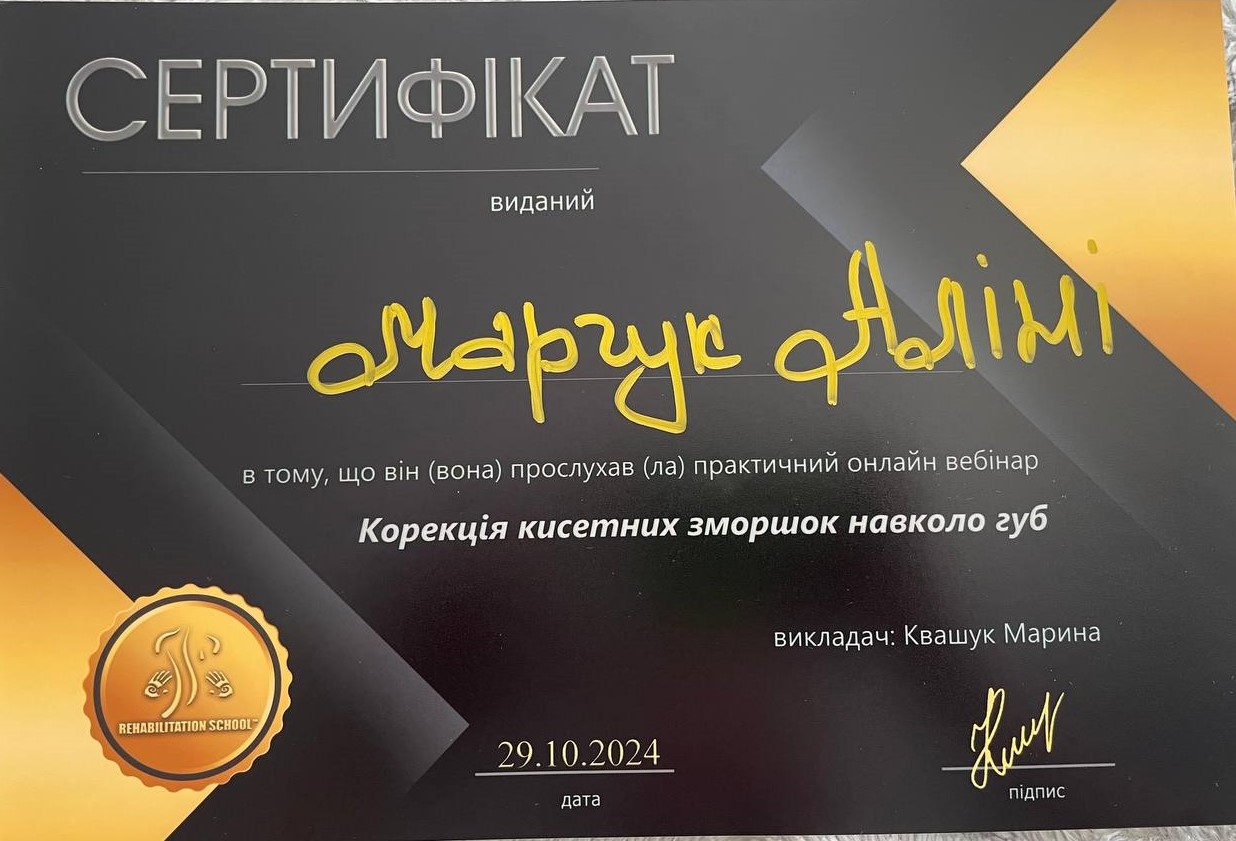 СЕРТИФІКАТ
виданий
Марчук Аліні
в тому, що він (вона) прослухав (ла) практичний онлайн вебінар
Корекція кисетних зморшок навколо губ
викладач: Квашук Марина
REHABILITATION SCHOOL™
29.10.2024
дата
підпис